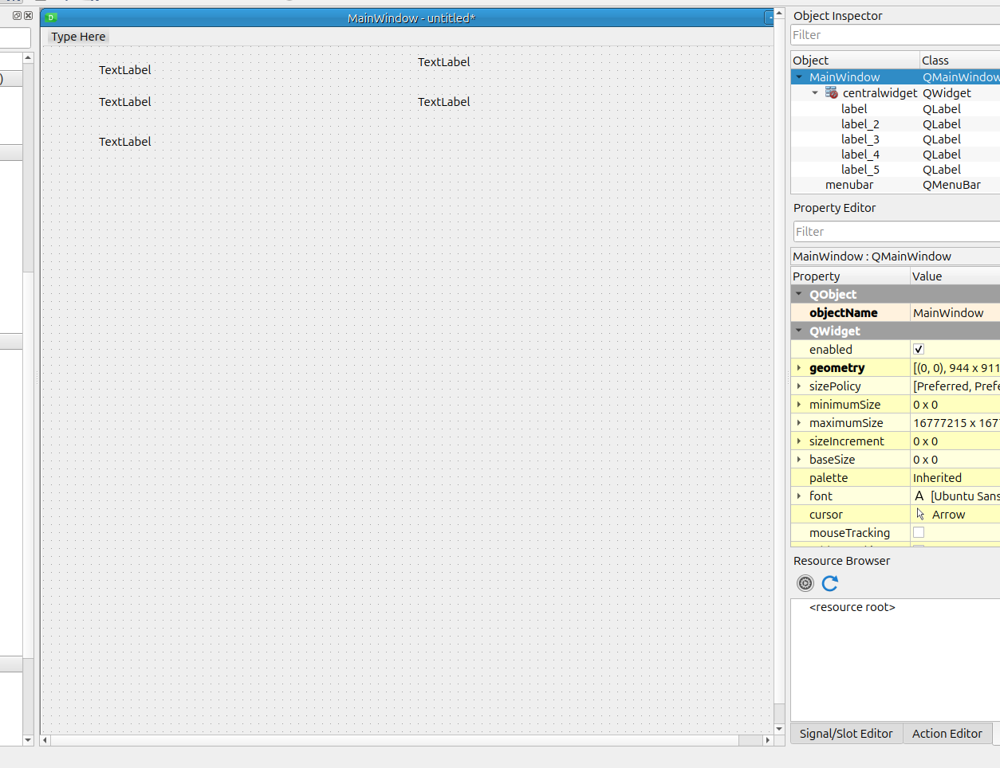 )
D
MainWindow - untitled*
Type Here
TextLabel
TextLabel
TextLabel
TextLabel
TextLabel
Object Inspector
Filter
Object Class
MainWindow QMainWindow
centralwidget QWidget
label QLabel
label_2 QLabel
label_3 QLabel
label_4 QLabel
label_5 QLabel
menubar QMenuBar
Property Editor
Filter
MainWindow : QMainWindow
Property Value
QObject
objectName MainWindow
QWidget
enabled
geometry [(0, 0), 944 x 911
sizePolicy [Preferred, Prefe
minimumSize 0 x 0
maximumSize 16777215 x 1677
sizeIncrement 0 x 0
baseSize 0 x 0
palette Inherited
font A [Ubuntu Sans
cursor Arrow
mouseTracking
Resource Browser
<resource root>
Signal/Slot Editor Action Editor